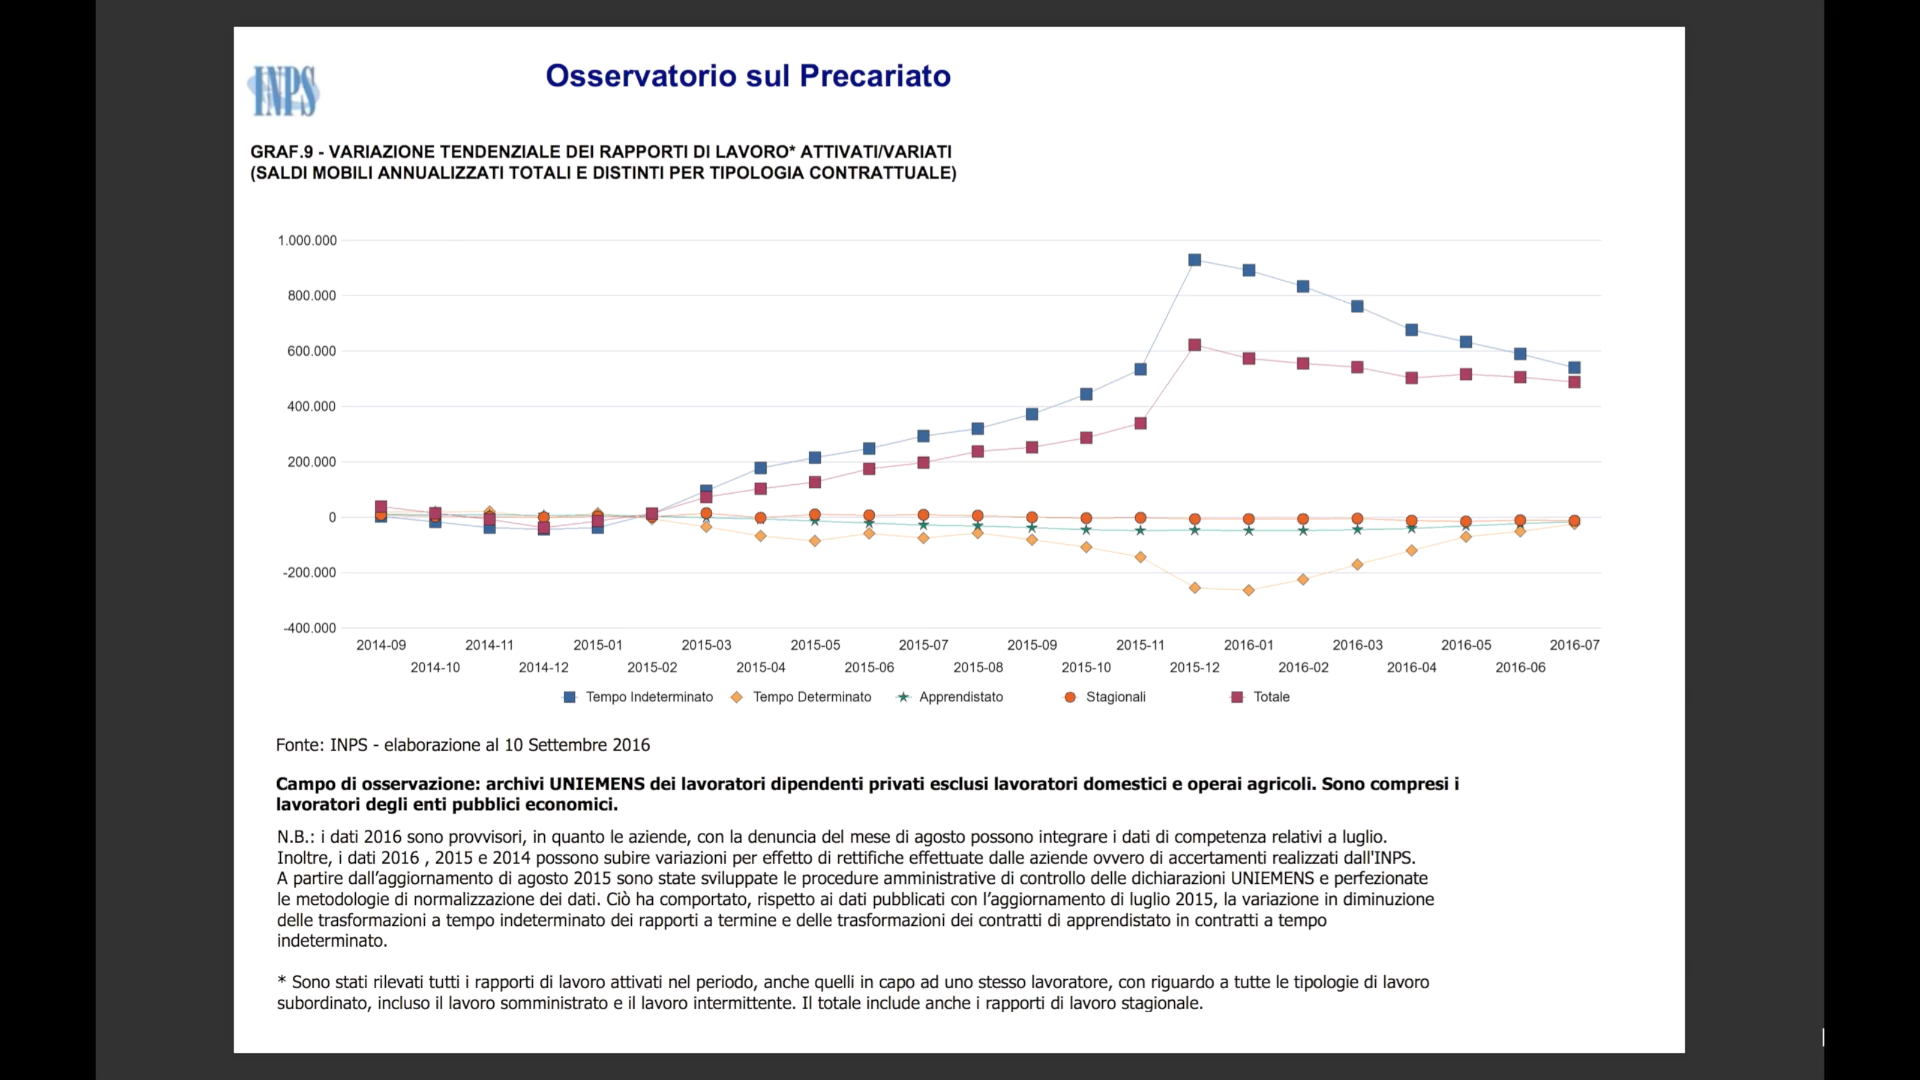 INPS
Osservatorio sul Precariato
GRAF.9 - VARIAZIONE TENDENZIALE DEI RAPPORTI DI LAVORO* ATTIVATI/VARIATI
(SALDI MOBILI ANNUALIZZATI TOTALI E DISTINTI PER TIPOLOGIA CONTRATTUALE)
1.000.000
800.000
600.000
400.000
200.000
0
-200.000
-400.000
2014-09 2014-11 2015-01 2015-03 2015-05 2015-07 2015-09 2015-11 2016-01 2016-03 2016-05 2016-07
2014-10 2014-12 2015-02 2015-04 2015-06 2015-08 2015-10 2015-12 2016-02 2016-04 2016-06
Tempo Indeterminato Tempo Determinato Apprendistato Stagionali Totale
Fonte: INPS - elaborazione al 10 Settembre 2016
Campo di osservazione: archivi UNIEMENS dei lavoratori dipendenti privati esclusi lavoratori domestici e operai agricoli. Sono compresi i
lavoratori degli enti pubblici economici.
N.B.: i dati 2016 sono provvisori, in quanto le aziende, con la denuncia del mese di agosto possono integrare i dati di competenza relativi a luglio.
Inoltre, i dati 2016 , 2015 e 2014 possono subire variazioni per effetto di rettifiche effettuate dalle aziende ovvero di accertamenti realizzati dall'INPS.
A partire dall’aggiornamento di agosto 2015 sono state sviluppate le procedure amministrative di controllo delle dichiarazioni UNIEMENS e perfezionate
le metodologie di normalizzazione dei dati. Ciò ha comportato, rispetto ai dati pubblicati con l’aggiornamento di luglio 2015, la variazione in diminuzione
delle trasformazioni a tempo indeterminato dei rapporti a termine e delle trasformazioni dei contratti di apprendistato in contratti a tempo
indeterminato.
* Sono stati rilevati tutti i rapporti di lavoro attivati nel periodo, anche quelli in capo ad uno stesso lavoratore, con riguardo a tutte le tipologie di lavoro
subordinato, incluso il lavoro somministrato e il lavoro intermittente. Il totale include anche i rapporti di lavoro stagionale.